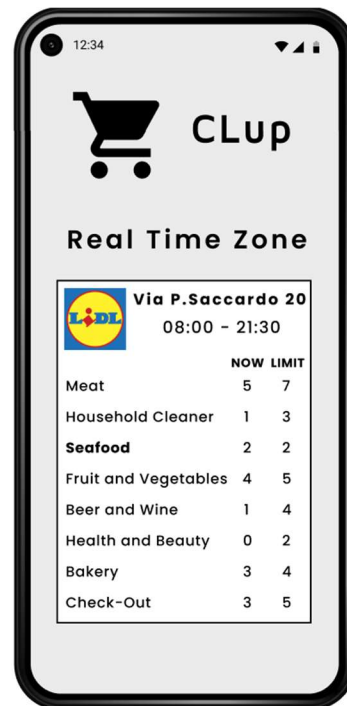 12:34
CLup
Real Time Zone
LIDL Via P.Saccardo 20
08:00 - 21:30
NOW LIMIT
Meat 5 7
Household Cleaner 1 3
Seafood 2 2
Fruit and Vegetables 4 5
Beer and Wine 1 4
Health and Beauty 0 2
Bakery 3 4
Check-Out 3 5